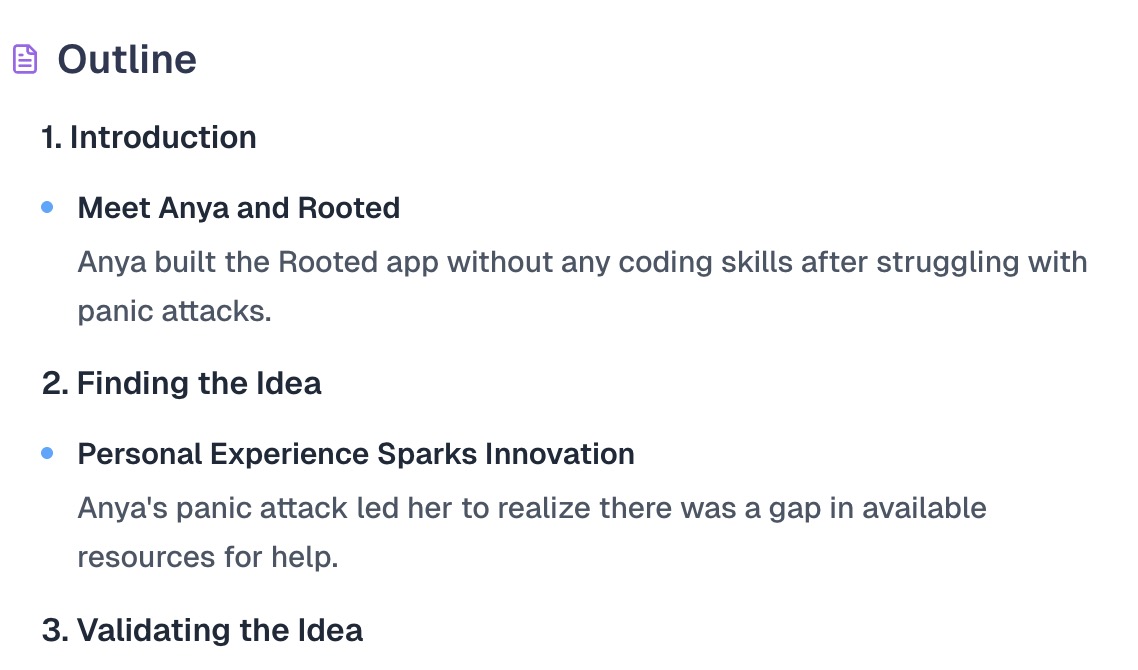 Outline
1. Introduction
Meet Anya and Rooted
Anya built the Rooted app without any coding skills after struggling with
panic attacks.
2. Finding the Idea
Personal Experience Sparks Innovation
Anya's panic attack led her to realize there was a gap in available
resources for help.
3. Validating the Idea